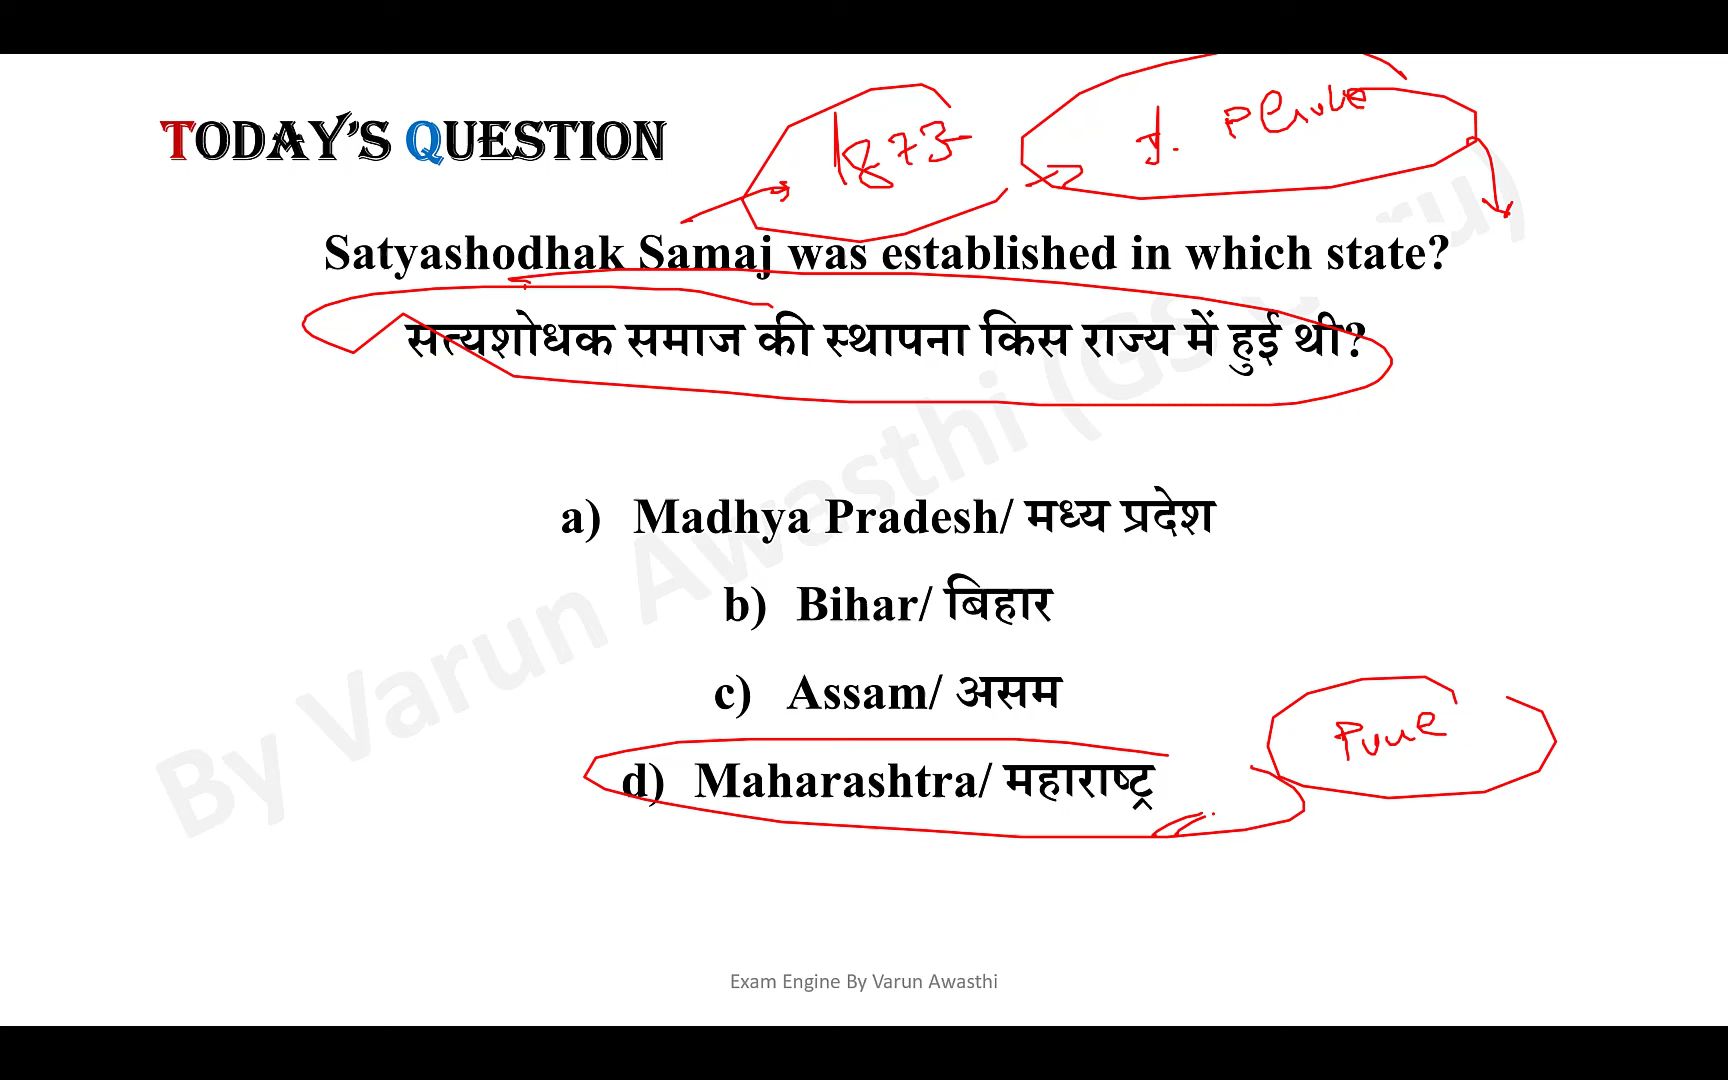 1873
J. Phule
TODAY'S QUESTION
Satyashodhak Samaj was established in which state?
सत्यशोधक समाज की स्थापना किस राज्य में हुई थी?
a) Madhya Pradesh/ मध्य प्रदेश
b) Bihar/ बिहार
c) Assam/ असम
Pune
d) Maharashtra/ महाराष्ट्र
By Varun Awasthi (GS
Exam Engine By Varun Awasthi